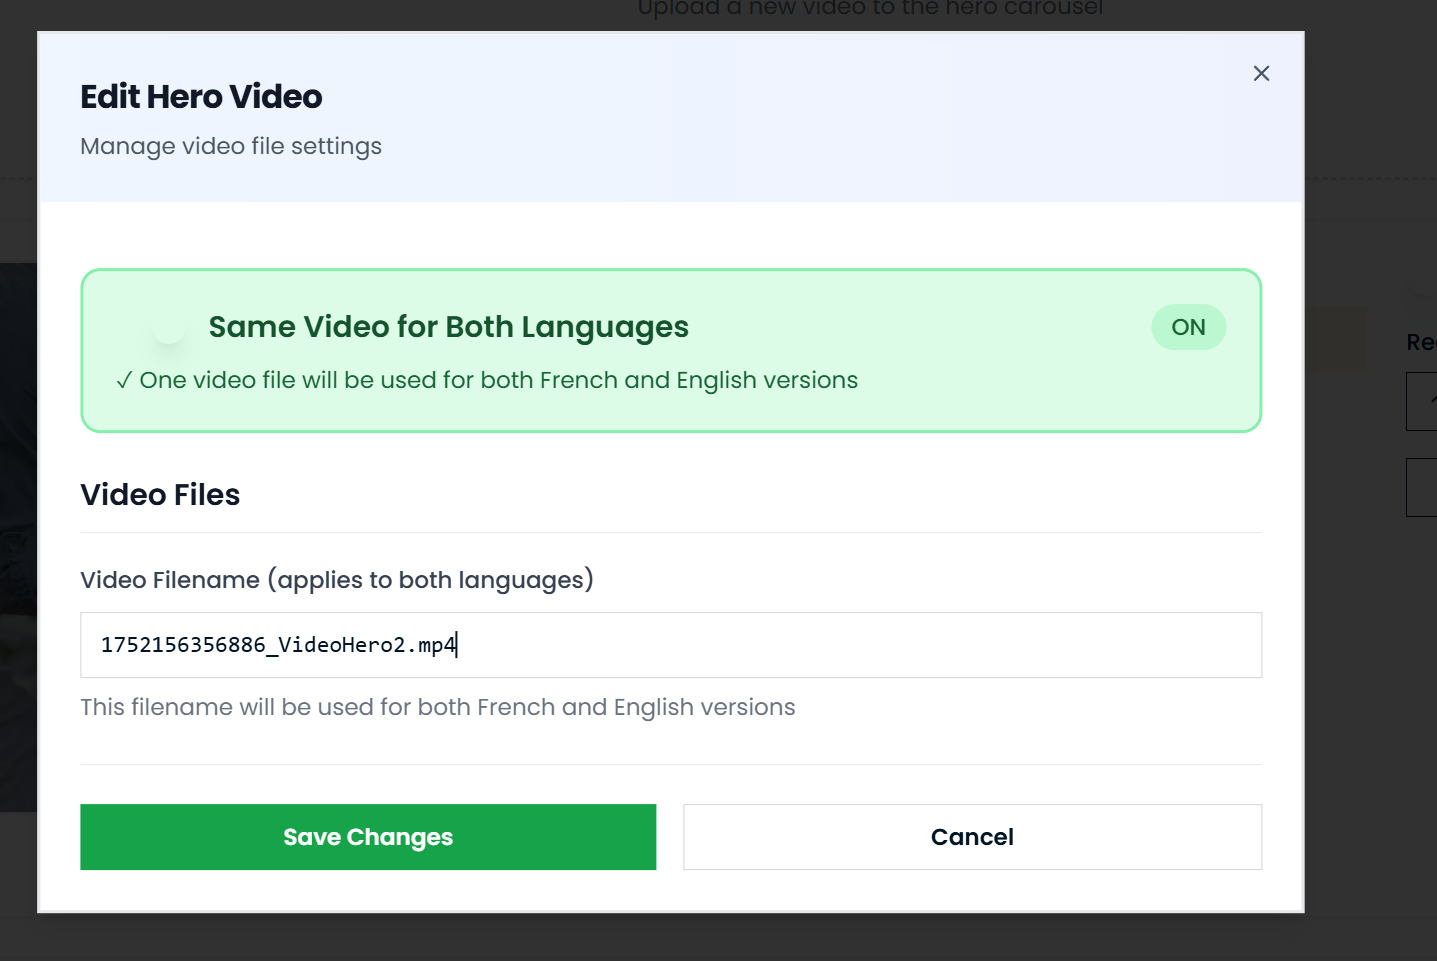 Upload a new video to the hero carousel
Edit Hero Video
Manage video file settings
Same Video for Both Languages
ON
✓ One video file will be used for both French and English versions
Video Files
Video Filename (applies to both languages)
1752156356886_VideoHero2.mp4
This filename will be used for both French and English versions
Save Changes
Cancel